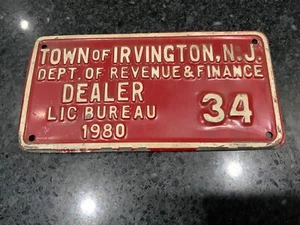 TOWN OF IRVINGTON, N.J.
DEPT. OF REVENUE & FINANCE
DEALER 34
LIC BUREAU
1980